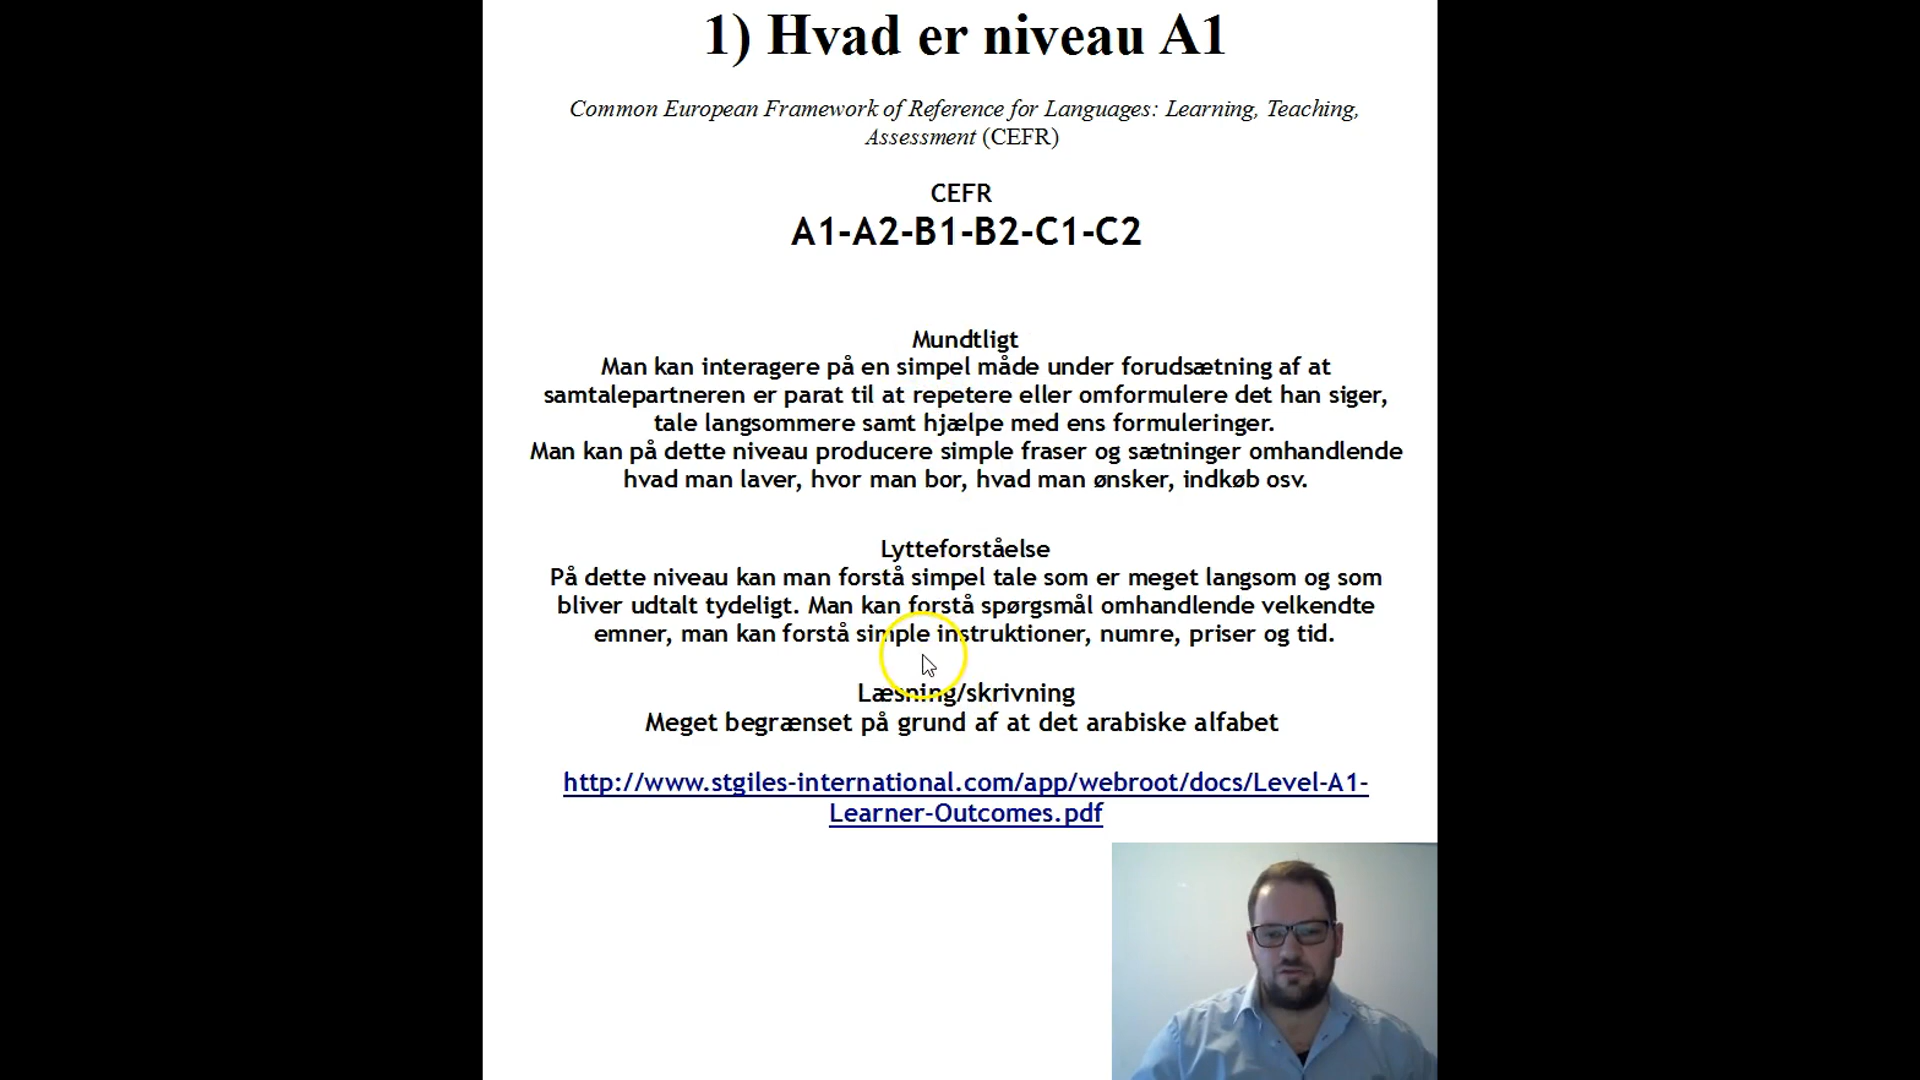 1) Hvad er niveau A1
Common European Framework of Reference for Languages: Learning, Teaching,
Assessment (CEFR)
CEFR
A1-A2-B1-B2-C1-C2
Mundtligt
Man kan interagere på en simpel måde under forudsætning af at
samtalepartneren er parat til at repetere eller omformulere det han siger,
tale langsommere samt hjælpe med ens formuleringer.
Man kan på dette niveau producere simple fraser og sætninger omhandlende
hvad man laver, hvor man bor, hvad man ønsker, indkøb osv.
Lytteforståelse
På dette niveau kan man forstå simpel tale som er meget langsom og som
bliver udtalt tydeligt. Man kan forstå spørgsmål omhandlende velkendte
emner, man kan forstå simple instruktioner, numre, priser og tid.
Læsning/skrivning
Meget begrænset på grund af at det arabiske alfabet
http://www.stgiles-international.com/app/webroot/docs/Level-A1-
Learner-Outcomes.pdf